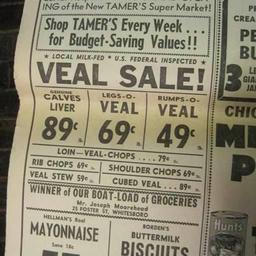 ING of the New TAMER'S Super Market!
Shop TAMER'S Every Week . . .
for Budget-Saving Values!!
★ LOCAL MILK-FED ★ U.S. FEDERAL INSPECTED ★
VEAL SALE!
GENUINE CALVES LIVER 89¢ lb.
LEGS-O- VEAL 69¢ lb.
RUMPS-O- VEAL 49¢ lb.
LOIN—VEAL-CHOPS . . . . 79¢ lb.
RIB CHOPS 69¢ lb. SHOULDER CHOPS 69¢ lb.
VEAL STEW 59¢ lb. CUBED VEAL . . . 89¢ lb.
WINNER of OUR BOAT-LOAD of GROCERIES
Mr. Joseph Moorehead
25 FOSTER ST. WHITESBORO
HELLMAN'S Real
MAYONNAISE
Save 18c
BORDEN'S
BUTTERMILK
BISCUITS
CREA
PE
BU
3
L
GIA
JA
CHIC
P
Hunts